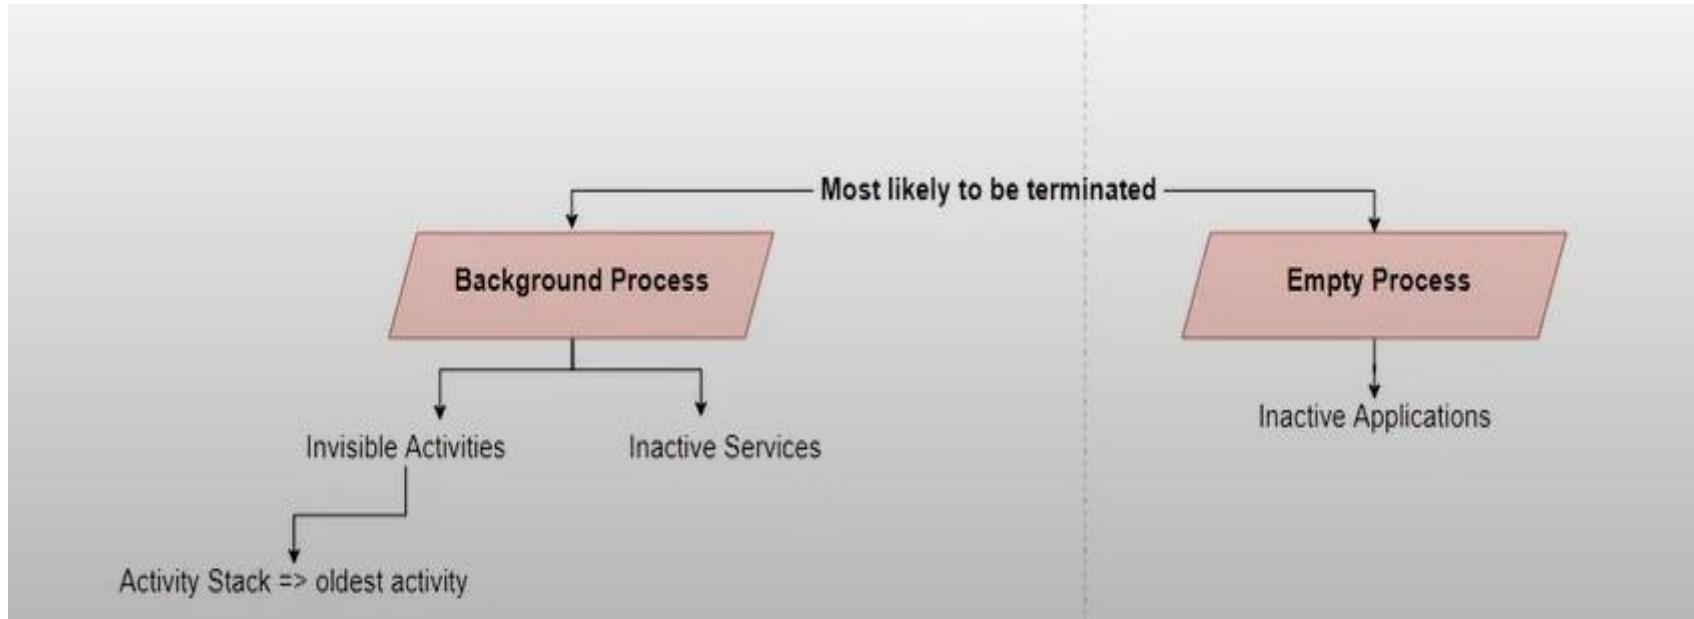 Most likely to be terminated
Background Process
Empty Process
Invisible Activities
Inactive Services
Inactive Applications
Activity Stack => oldest activity